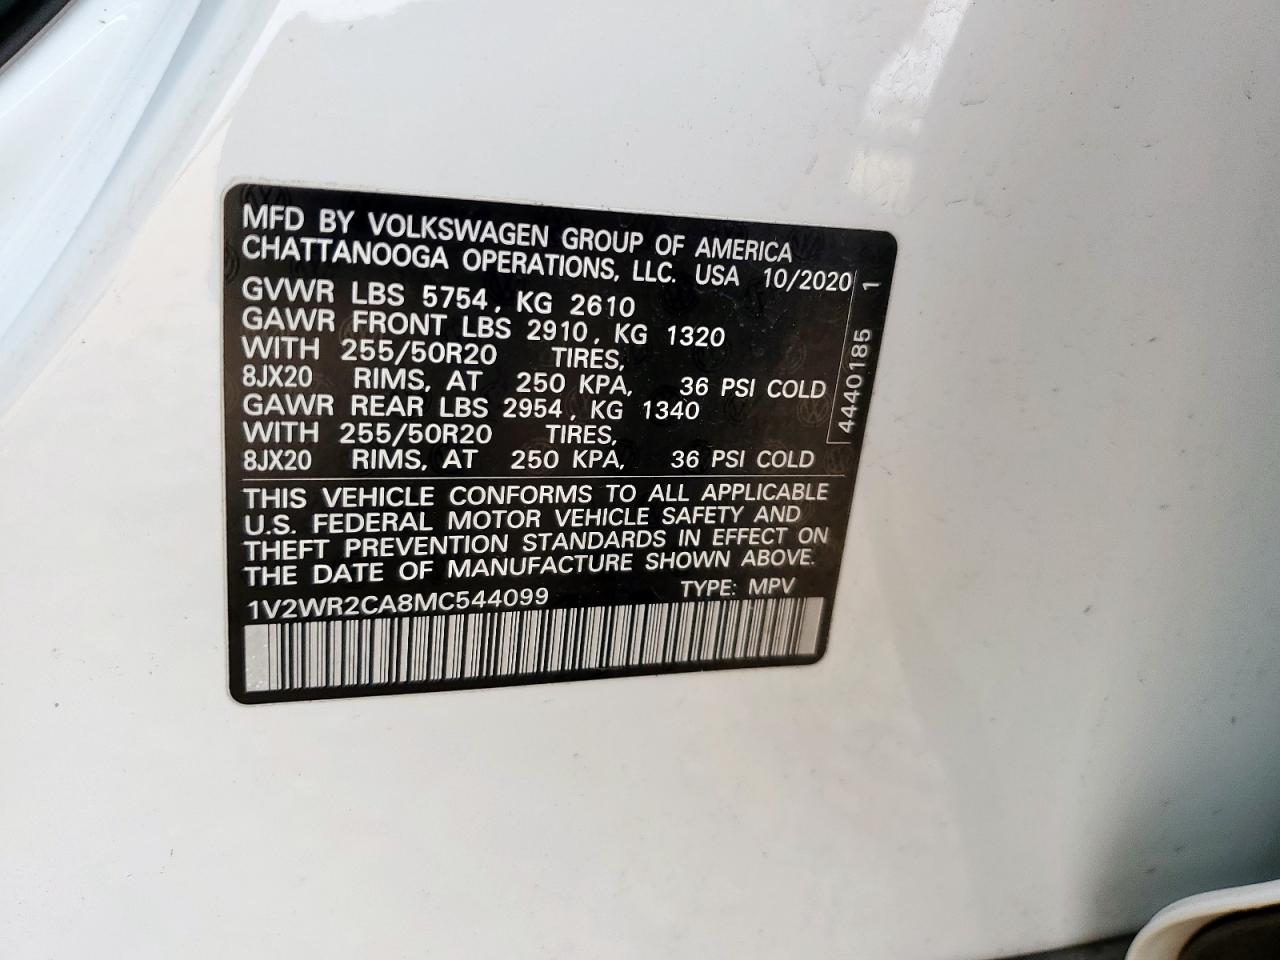 MFD BY VOLKSWAGEN GROUP OF AMERICA
CHATTANOOGA OPERATIONS, LLC. USA 10/2020
GVWR LBS 5754, KG 2610
GAWR FRONT LBS 2910, KG 1320
WITH 255/50R20 TIRES,
8JX20 RIMS, AT 250 KPA, 36 PSI COLD
GAWR REAR LBS 2954, KG 1340
WITH 255/50R20 TIRES,
8JX20 RIMS, AT 250 KPA, 36 PSI COLD
4440185 1
THIS VEHICLE CONFORMS TO ALL APPLICABLE
U.S. FEDERAL MOTOR VEHICLE SAFETY AND
THEFT PREVENTION STANDARDS IN EFFECT ON
THE DATE OF MANUFACTURE SHOWN ABOVE.
1V2WR2CA8MC544099 TYPE: MPV